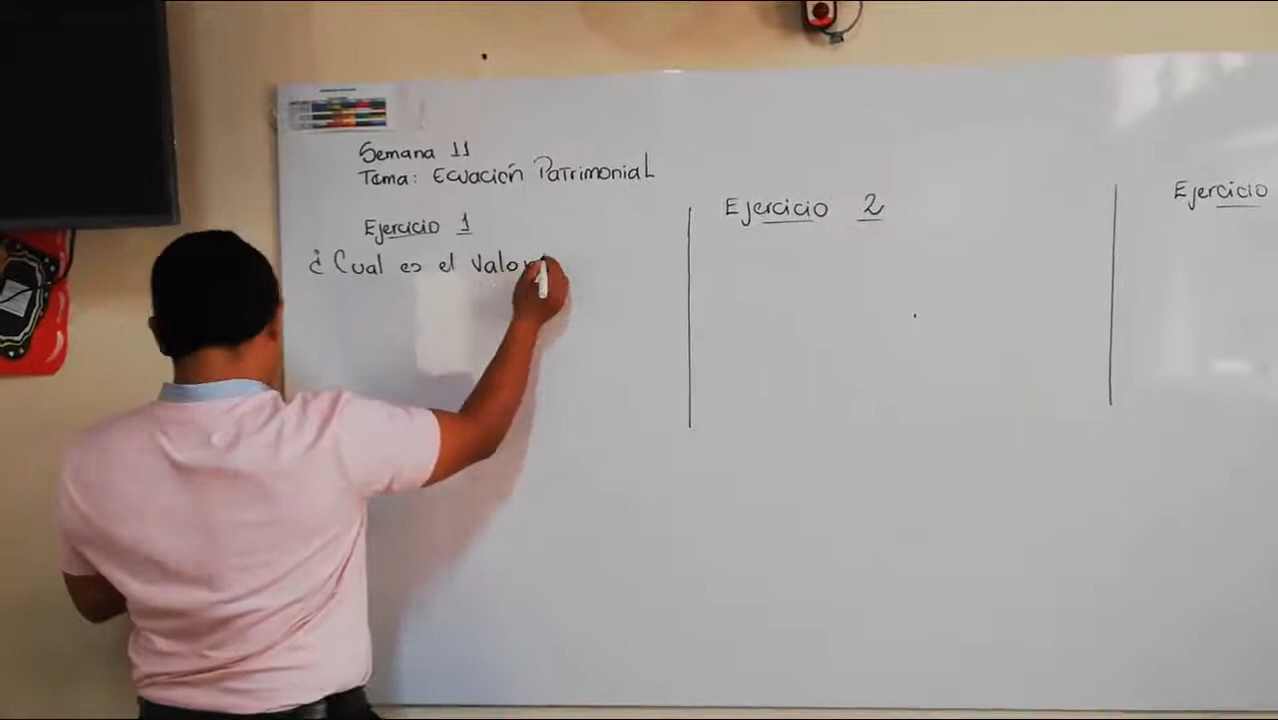 Semana 11
Tema: Ecuación Patrimonial
Ejercicio 1
¿Cual es el valor
Ejercicio 2
Ejercicio